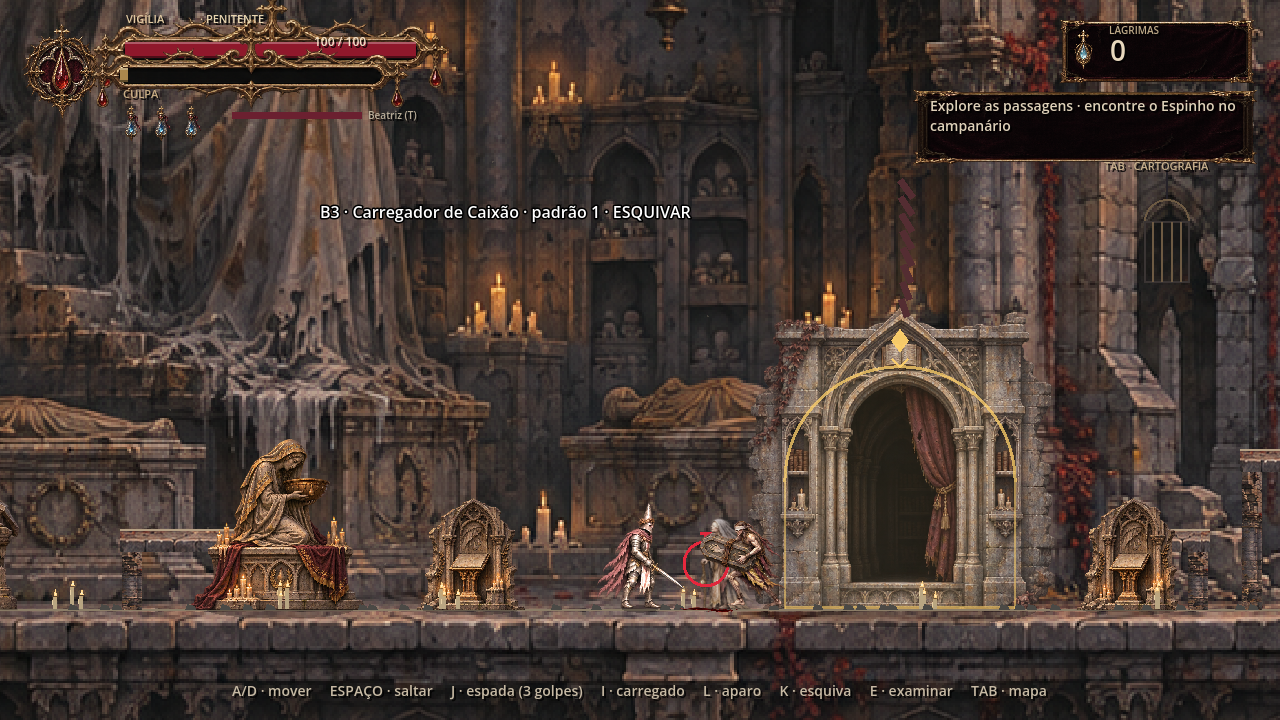 VIGÍLIA · PENITENTE
100 / 100
CULPA
Beatriz (T)
LÁGRIMAS
0
Explore as passagens · encontre o Espinho no
campanário
TAB · CARTOGRAFIA
B3 · Carregador de Caixão · padrão 1 · ESQUIVAR
A/D · mover ESPAÇO · saltar J · espada (3 golpes) I · carregado L · aparo K · esquiva E · examinar TAB · mapa